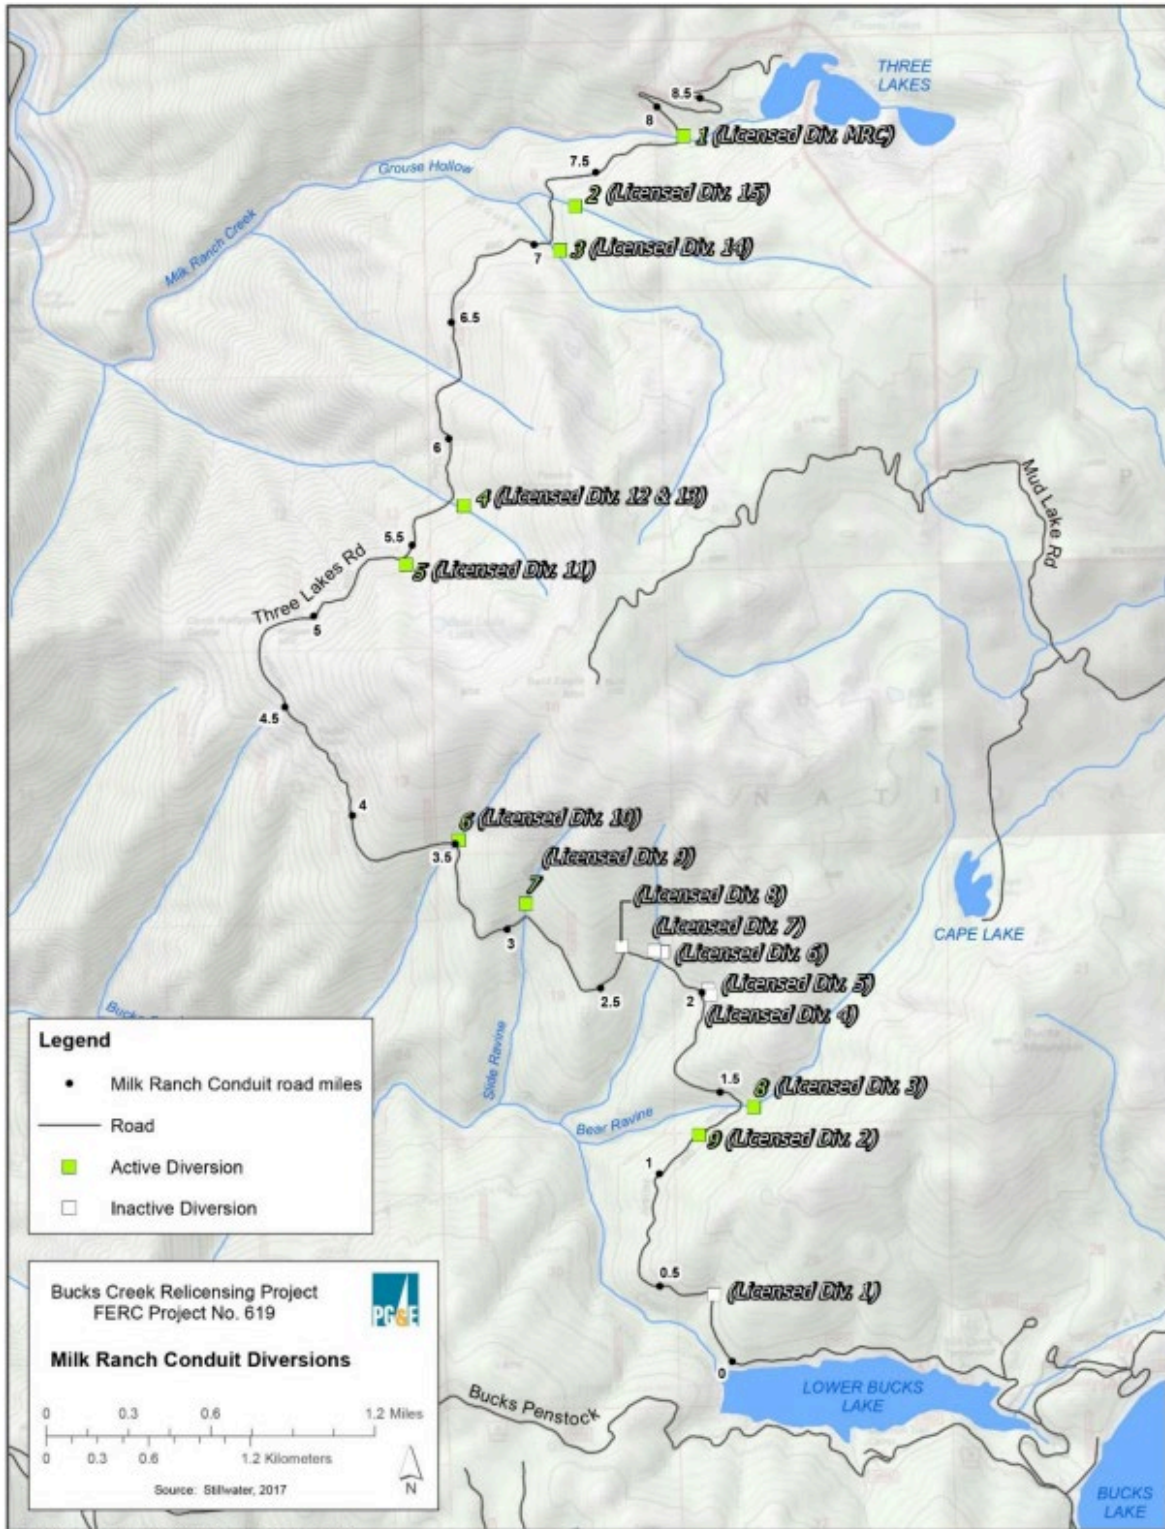 THREE
LAKES
8.5
8
1 (Licensed Div. MRC)
7.5
Grouse Hollow
2 (Licensed Div. 15)
Milk Ranch Creek
7
3 (Licensed Div. 14)
6.5
6
Mud Lake Rd
4 (Licensed Div. 12 & 13)
5.5
Three Lakes Rd
5 (Licensed Div. 11)
5
4.5
4
NATION
6 (Licensed Div. 10)
3.5
(Licensed Div. 9)
7
(Licensed Div. 8)
3
(Licensed Div. 7)
CAPE LAKE
(Licensed Div. 6)
2.5
2
(Licensed Div. 5)
(Licensed Div. 4)
Bucks
Slide Ravine
1.5
8 (Licensed Div. 3)
Bear Ravine
9 (Licensed Div. 2)
1
0.5
(Licensed Div. 1)
0
LOWER BUCKS
LAKE
Bucks Penstock
BUCKS
LAKE
Legend
Milk Ranch Conduit road miles
Road
Active Diversion
Inactive Diversion
Bucks Creek Relicensing Project
FERC Project No. 619
PG&E
Milk Ranch Conduit Diversions
0 0.3 0.6 1.2 Miles
0 0.3 0.6 1.2 Kilometers
Source: Stillwater, 2017
N